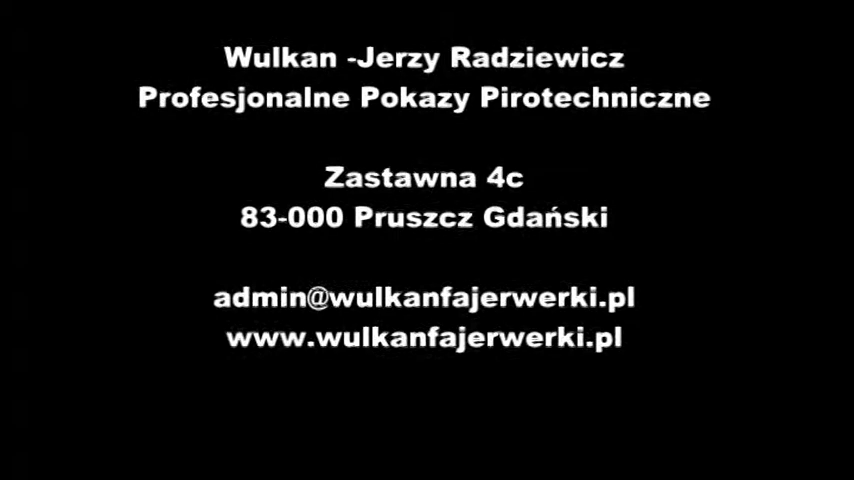 Wulkan -Jerzy Radziewicz
Profesjonalne Pokazy Pirotechniczne
Zastawna 4c
83-000 Pruszcz Gdański
admin@wulkanfajerwerki.pl
www.wulkanfajerwerki.pl